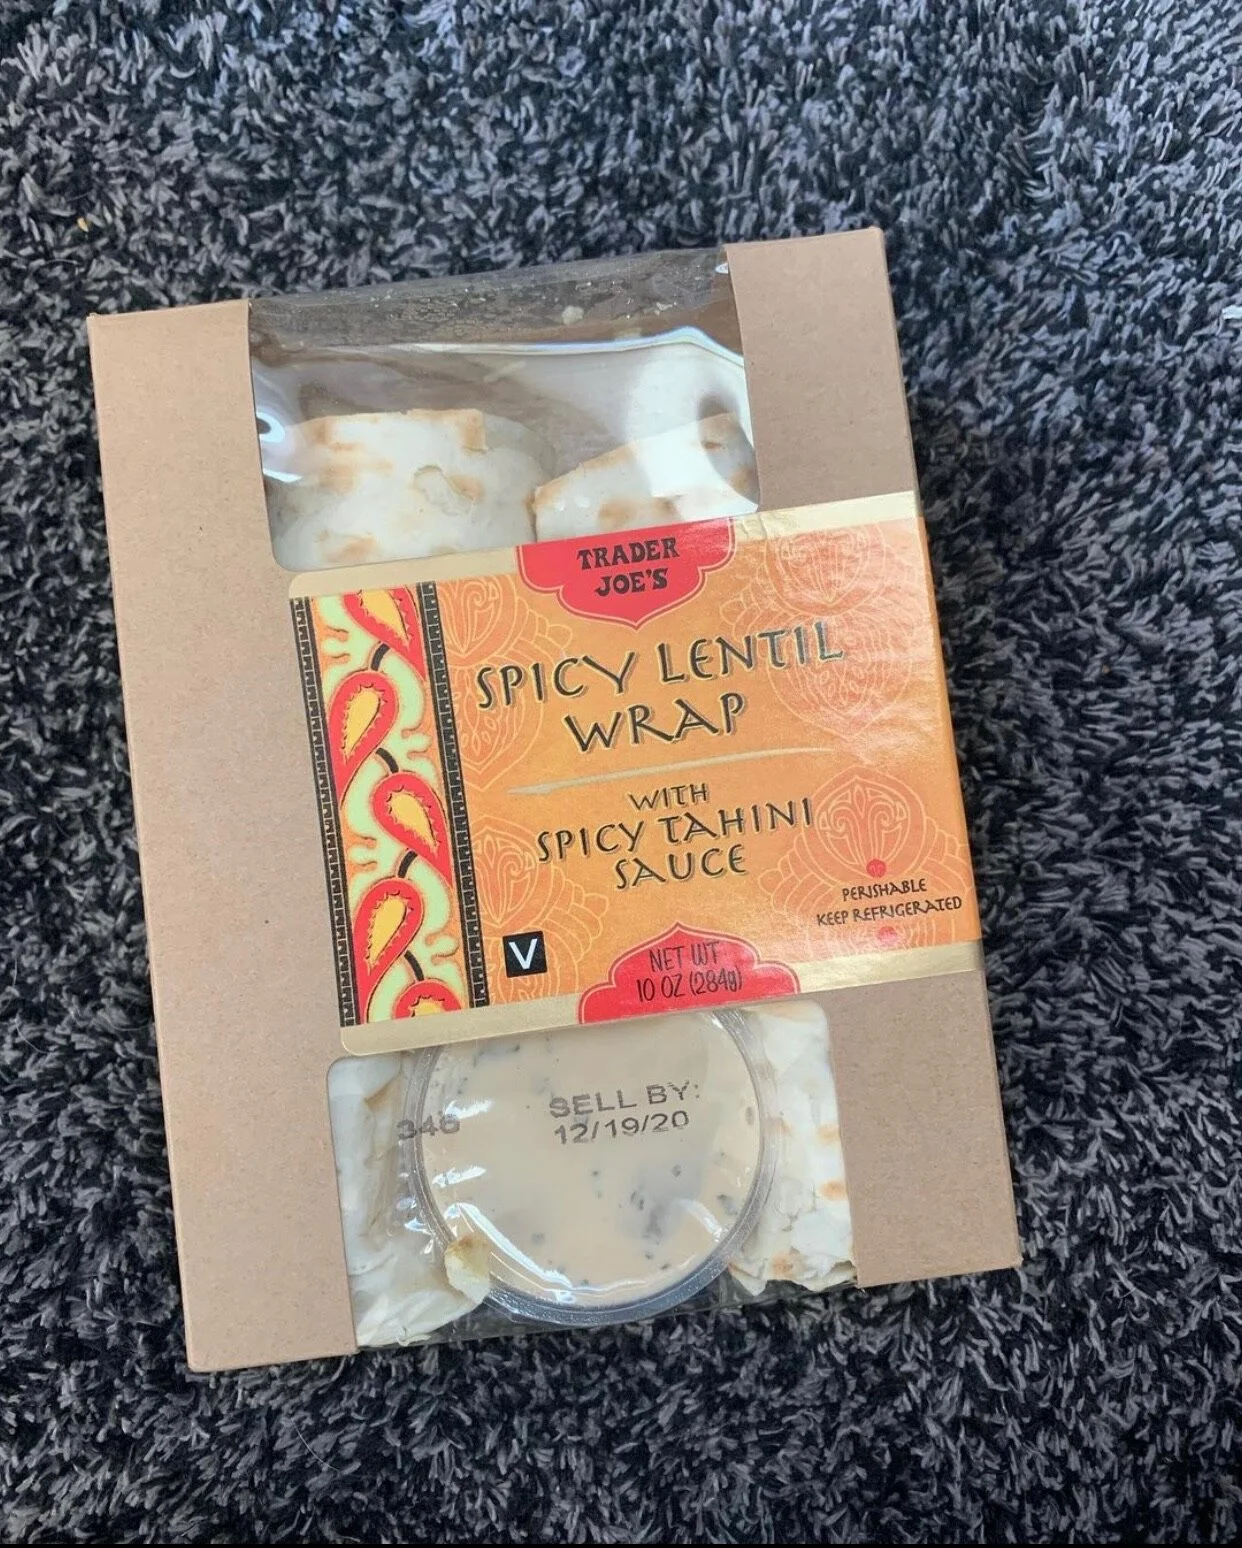 TRADER
JOE'S
SPICY LENTIL
WRAP
WITH
SPICY TAHINI
SAUCE
PERISHABLE
KEEP REFRIGERATED
V
NET WT
10 OZ (284g)
SELL BY:
346 12/19/20